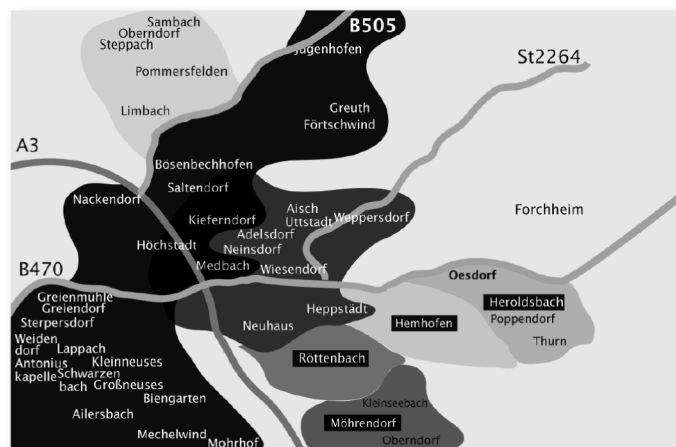 Sambach
Oberndorf
Steppach
Pommersfelden
Limbach
B505
Jugenhofen
Greuth
Förtschwind
St2264
A3
Bösenbechhofen
Saltendorf
Nackendorf
Kieferndorf
Aisch
Uttstadt
Weppersdorf
Forchheim
Adelsdorf
Höchstadt
Neinsdorf
Medbach
Wiesendorf
B470
Oesdorf
Greienmühle
Greiendorf
Sterpersdorf
Heppstädt
Heroldsbach
Poppendorf
Neuhaus
Hemhofen
Thurn
Weiden
dorf
Lappach
Antonius
kapelle
Kleinneuses
Schwarzen
bach
Großneuses
Röttenbach
Biengarten
Ailersbach
Kleinseebach
Möhrendorf
Mechelwind
Mohrhof
Oberndorf